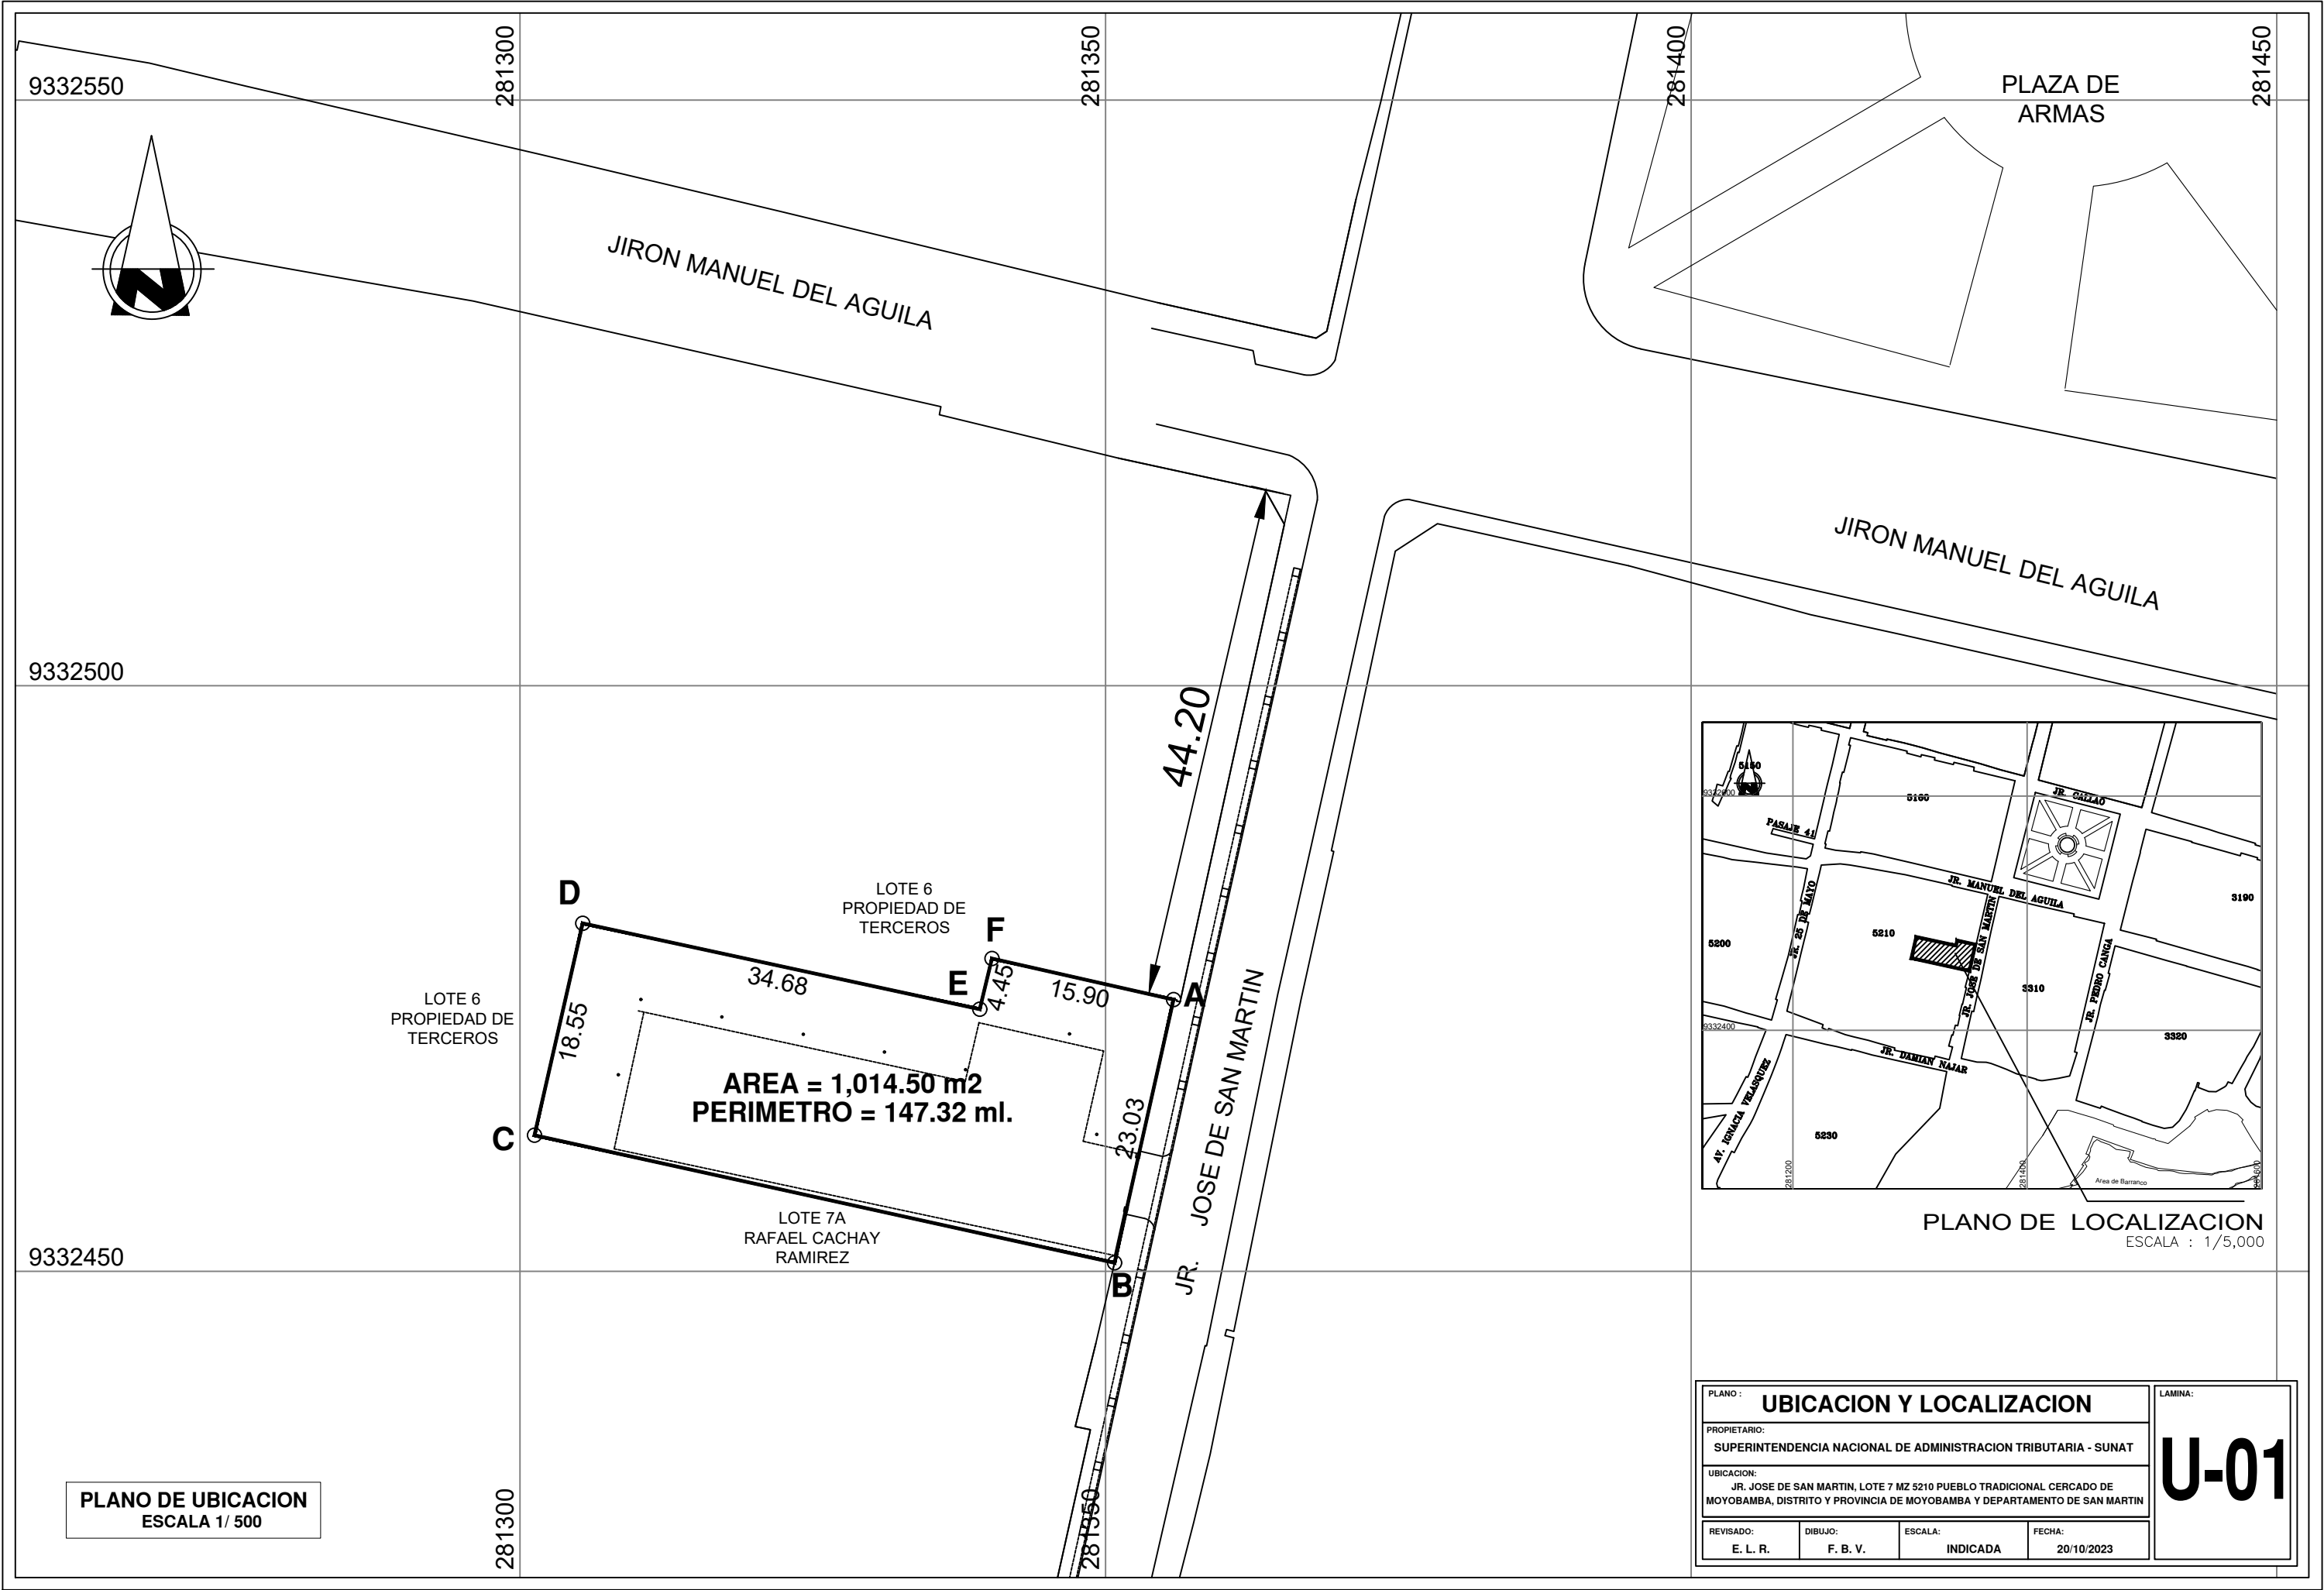 281300
281350
281400
281450
9332550
PLAZA DE
ARMAS
N
JIRON MANUEL DEL AGUILA
JIRON MANUEL DEL AGUILA
9332500
44.20
D
LOTE 6
PROPIEDAD DE
TERCEROS
F
E
4.45
34.68
15.90
A
LOTE 6
PROPIEDAD DE
TERCEROS
18.55
AREA = 1,014.50 m2
PERIMETRO = 147.32 ml.
23.03
C
LOTE 7A
RAFAEL CACHAY
RAMIREZ
B
JR. JOSE DE SAN MARTIN
9332450
281300
281350
5150
9332600
5160
JR. CALLAO
PASAJE 41
JR. MANUEL DEL AGUILA
JR. 25 DE MAYO
3190
5200
5210
JR. JOSE DE SAN MARTIN
JR. PEDRO CANGA
3310
9332400
3320
JR. DAMIAN NAJAR
AV. IGNACIA VELASQUEZ
5230
281200
281400
281600
Area de Barranco
PLANO DE LOCALIZACION
ESCALA : 1/5,000
PLANO DE UBICACION
ESCALA 1/ 500
PLANO :
UBICACION Y LOCALIZACION
PROPIETARIO:
SUPERINTENDENCIA NACIONAL DE ADMINISTRACION TRIBUTARIA - SUNAT
UBICACION:
JR. JOSE DE SAN MARTIN, LOTE 7 MZ 5210 PUEBLO TRADICIONAL CERCADO DE
MOYOBAMBA, DISTRITO Y PROVINCIA DE MOYOBAMBA Y DEPARTAMENTO DE SAN MARTIN
REVISADO:
E. L. R.
DIBUJO:
F. B. V.
ESCALA:
INDICADA
FECHA:
20/10/2023
LAMINA:
U-01